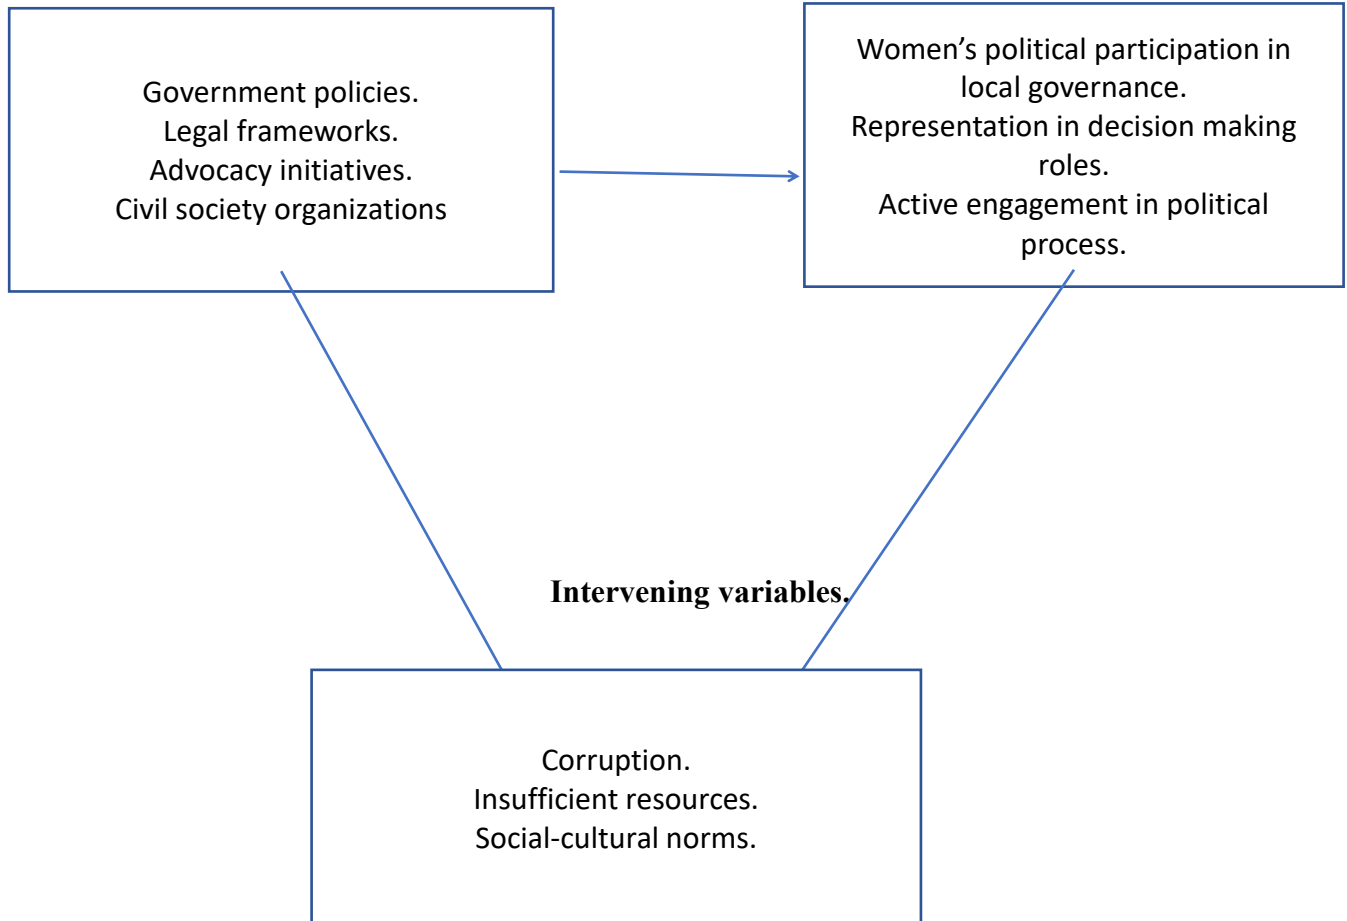 Government policies.
Legal frameworks.
Advocacy initiatives.
Civil society organizations
Women’s political participation in
local governance.
Representation in decision making
roles.
Active engagement in political
process.
Intervening variables.
Corruption.
Insufficient resources.
Social-cultural norms.